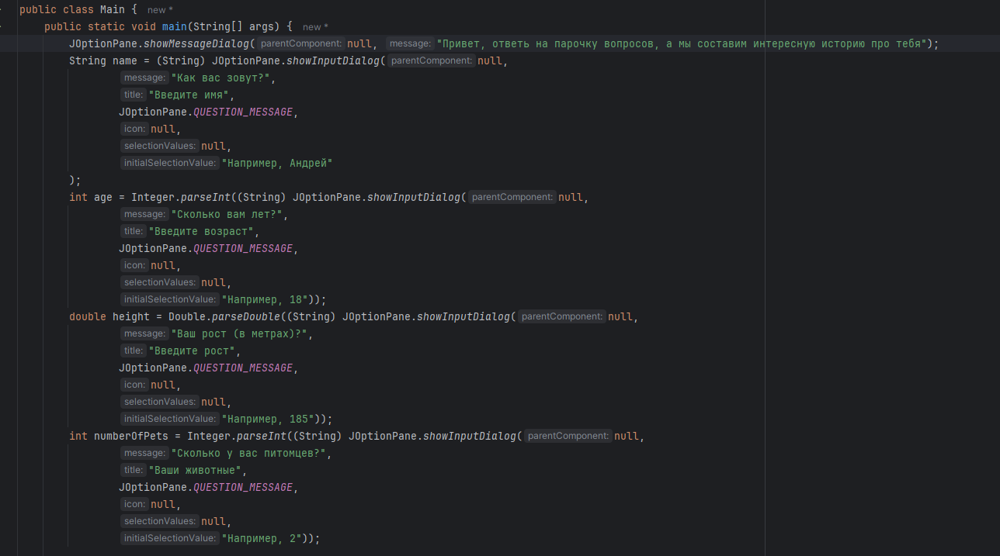 public class Main {  new *
public static void main(String[] args) {  new *
JOptionPane.showMessageDialog( parentComponent: null,  message: "Привет, ответь на парочку вопросов, а мы составим интересную историю про тебя");
String name = (String) JOptionPane.showInputDialog( parentComponent: null,
message: "Как вас зовут?",
title: "Введите имя",
JOptionPane.QUESTION_MESSAGE,
icon: null,
selectionValues: null,
initialSelectionValue: "Например, Андрей"
);
int age = Integer.parseInt((String) JOptionPane.showInputDialog( parentComponent: null,
message: "Сколько вам лет?",
title: "Введите возраст",
JOptionPane.QUESTION_MESSAGE,
icon: null,
selectionValues: null,
initialSelectionValue: "Например, 18"));
double height = Double.parseDouble((String) JOptionPane.showInputDialog( parentComponent: null,
message: "Ваш рост (в метрах)?",
title: "Введите рост",
JOptionPane.QUESTION_MESSAGE,
icon: null,
selectionValues: null,
initialSelectionValue: "Например, 185"));
int numberOfPets = Integer.parseInt((String) JOptionPane.showInputDialog( parentComponent: null,
message: "Сколько у вас питомцев?",
title: "Ваши животные",
JOptionPane.QUESTION_MESSAGE,
icon: null,
selectionValues: null,
initialSelectionValue: "Например, 2"));